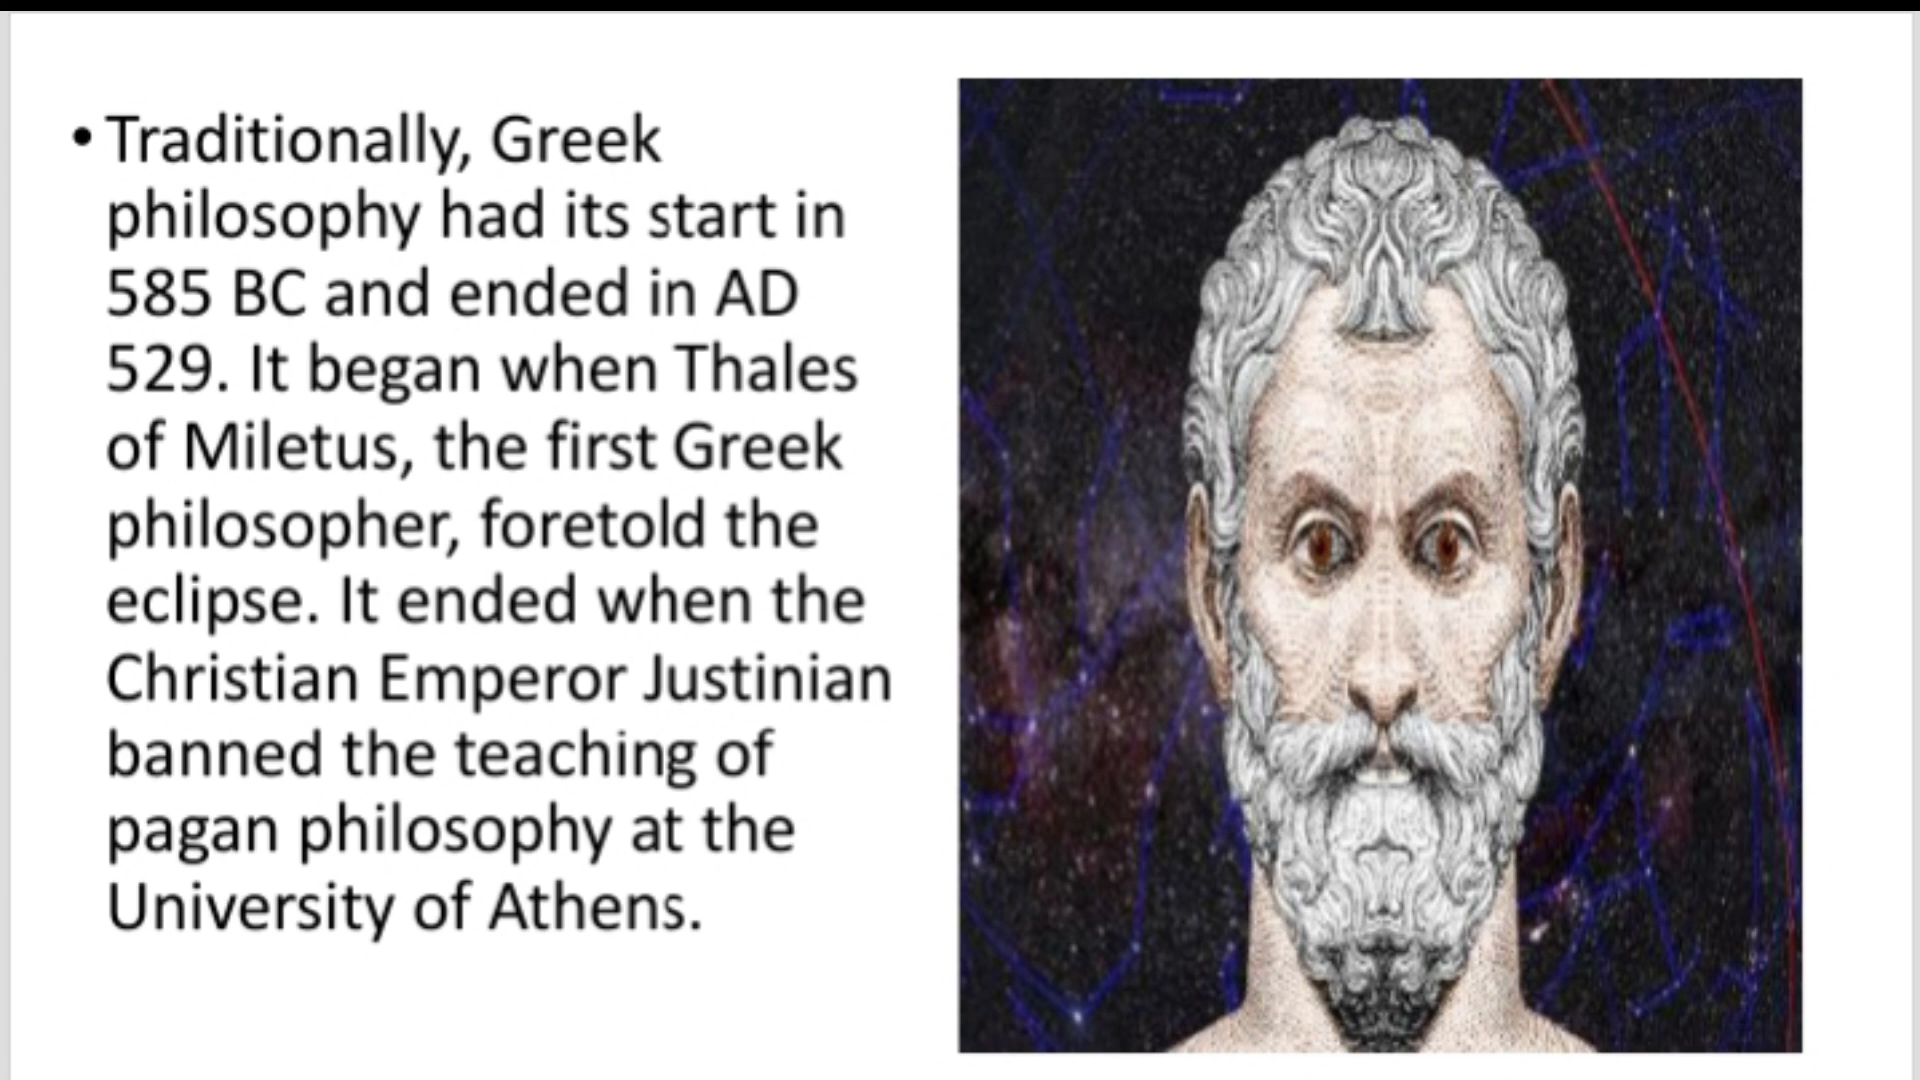 • Traditionally, Greek
philosophy had its start in
585 BC and ended in AD
529. It began when Thales
of Miletus, the first Greek
philosopher, foretold the
eclipse. It ended when the
Christian Emperor Justinian
banned the teaching of
pagan philosophy at the
University of Athens.